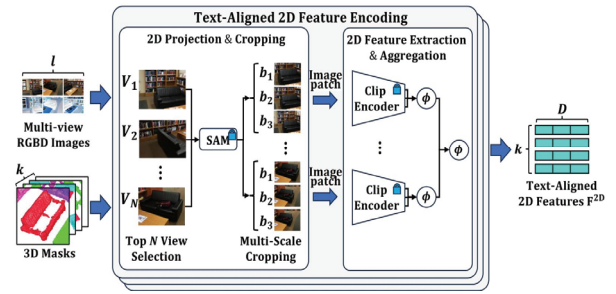 Text-Aligned 2D Feature Encoding
2D Projection & Cropping
2D Feature Extraction
& Aggregation
l
Multi-view
RGBD Images
k
3D Masks
V1
V2
...
VN
Top N View
Selection
SAM
b1
b2
b3
...
b1
b2
b3
Multi-Scale
Cropping
Image
patch
Image
patch
Clip
Encoder
ϕ
...
Clip
Encoder
ϕ
ϕ
D
k
Text-Aligned
2D Features F2D